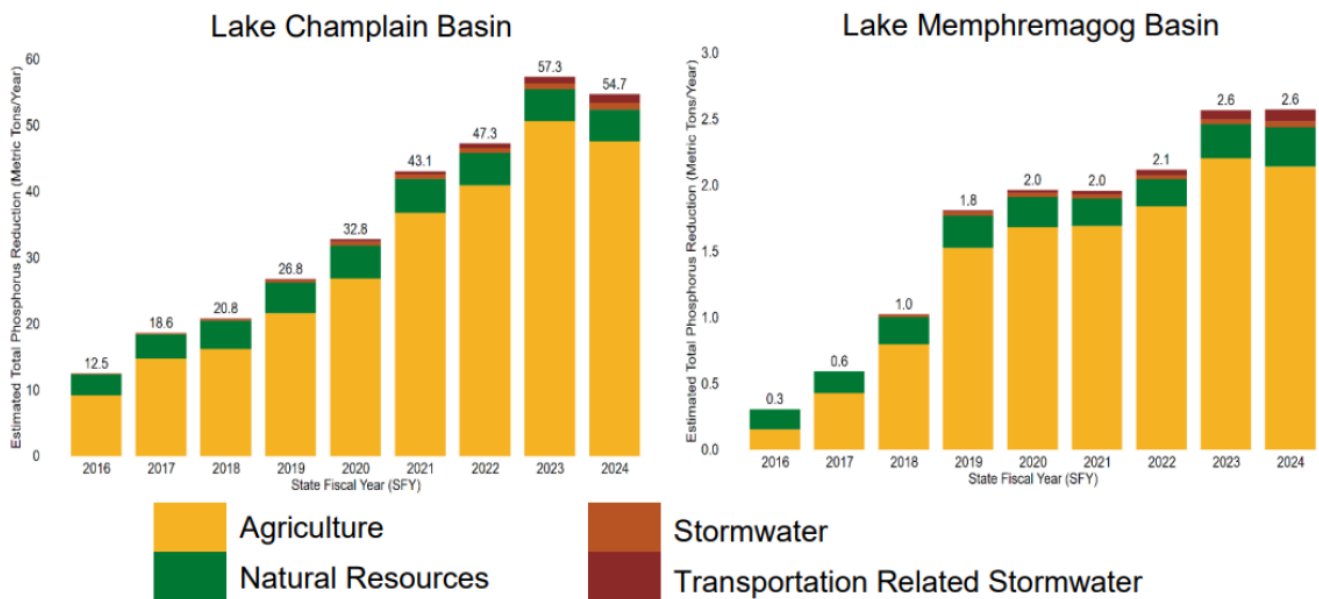 Lake Champlain Basin
Estimated Total Phosphorus Reduction (Metric Tons/Year)
60
50
40
30
20
10
0
12.5
18.6
20.8
26.8
32.8
43.1
47.3
57.3
54.7
2016 2017 2018 2019 2020 2021 2022 2023 2024
State Fiscal Year (SFY)
Lake Memphremagog Basin
Estimated Total Phosphorus Reduction (Metric Tons/Year)
3.0
2.5
2.0
1.5
1.0
0.5
0.0
0.3
0.6
1.0
1.8
2.0
2.0
2.1
2.6
2.6
2016 2017 2018 2019 2020 2021 2022 2023 2024
State Fiscal Year (SFY)
Agriculture
Natural Resources
Stormwater
Transportation Related Stormwater